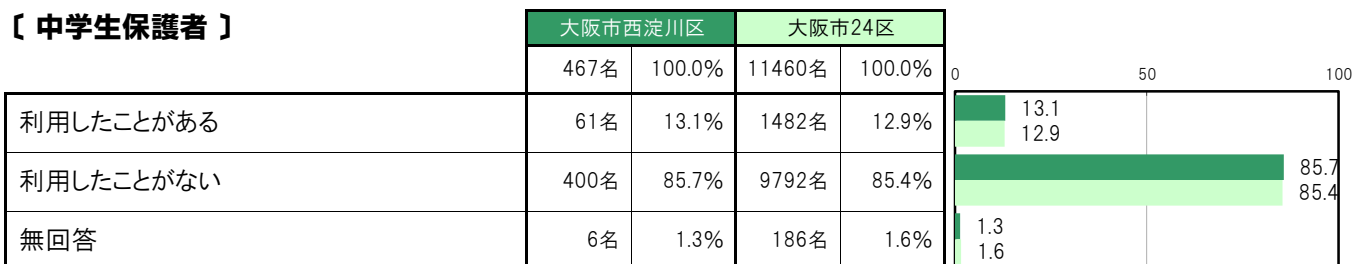 〔 中学生保護者 〕
大阪市西淀川区 大阪市24区
467名 100.0% 11460名 100.0%
0 50 100
利用したことがある 61名 13.1% 1482名 12.9%
13.1
12.9
利用したことがない 400名 85.7% 9792名 85.4%
85.7
85.4
無回答 6名 1.3% 186名 1.6%
1.3
1.6